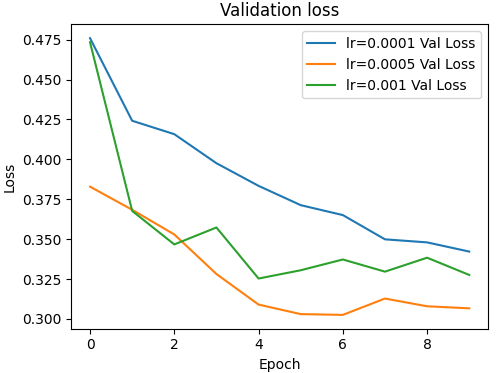 Validation loss
lr=0.0001 Val Loss
lr=0.0005 Val Loss
lr=0.001 Val Loss
0.475
0.450
0.425
0.400
0.375
0.350
0.325
0.300
Loss
0 2 4 6 8
Epoch